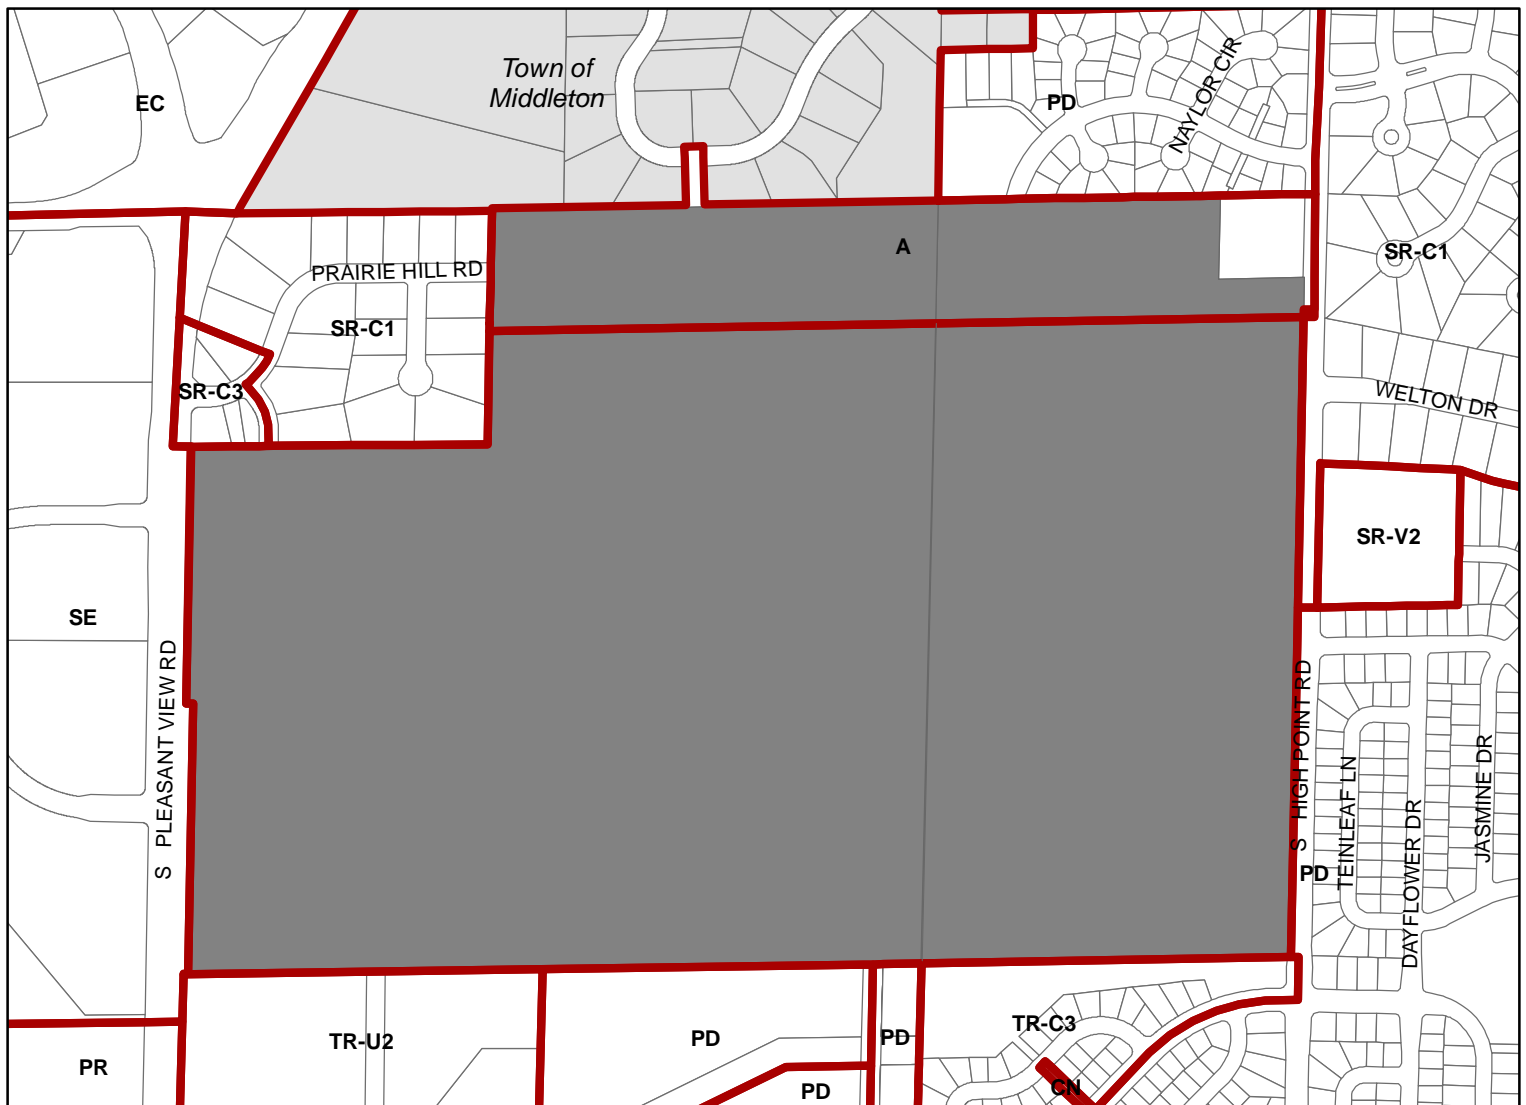 Town of
Middleton
EC
PD
NAYLOR CIR
A
SR-C1
PRAIRIE HILL RD
SR-C1
SR-C3
WELTON DR
SR-V2
SE
S PLEASANT VIEW RD
S HIGH POINT RD
TEINLEAF LN
DAYFLOWER DR
JASMINE DR
PD
TR-U2
PD
PD
TR-C3
PR
PD
CN